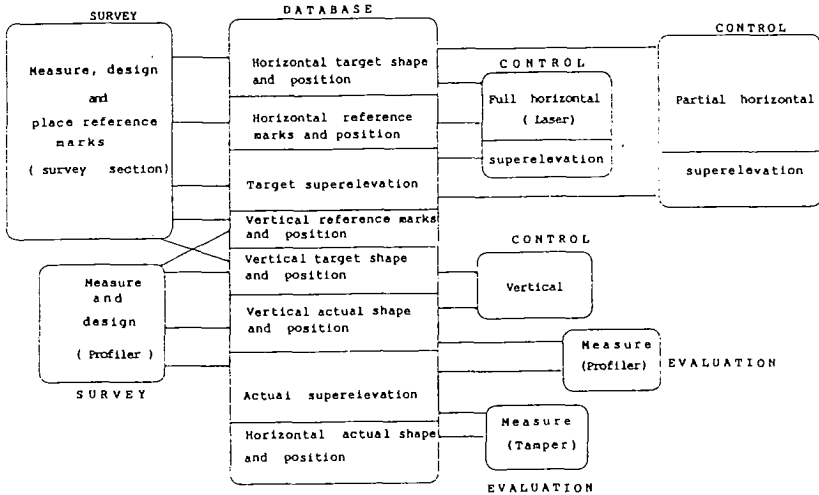 SURVEY
Measure, design
and
place reference
marks
( survey section)
Measure
and
design
( Profiler )
SURVEY
DATABASE
Horizontal target shape
and position
Horizontal reference
marks and position
Target superelevation
Vertical reference marks
and position
Vertical target shape
and position
Vertical actual shape
and position
Actual superelevation
Horizontal actual shape
and position
CONTROL
Full horizontal
( Laser)
superelevation
CONTROL
Partial horizontal
superelevation
CONTROL
Vertical
Measure
(Profiler)
EVALUATION
Measure
(Tamper)
EVALUATION